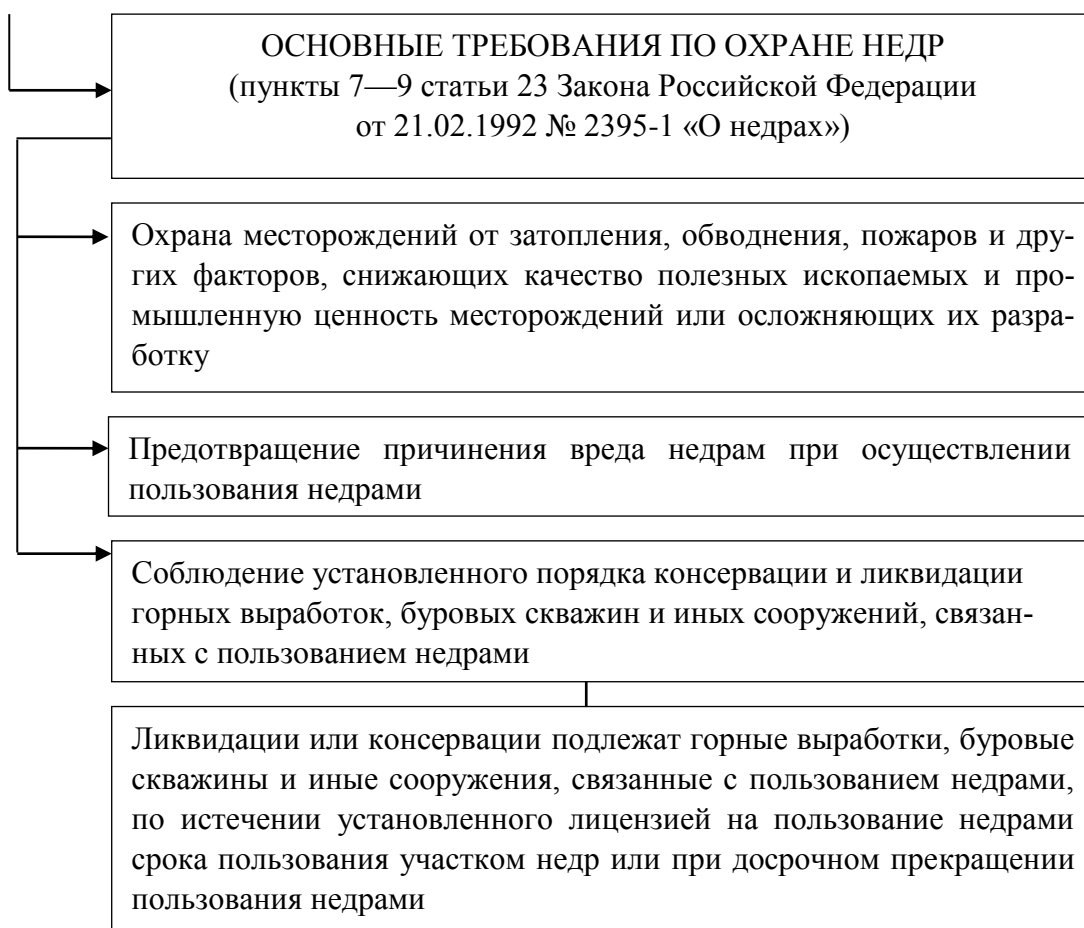 ОСНОВНЫЕ ТРЕБОВАНИЯ ПО ОХРАНЕ НЕДР
(пункты 7—9 статьи 23 Закона Российской Федерации
от 21.02.1992 № 2395-1 «О недрах»)
Охрана месторождений от затопления, обводнения, пожаров и дру-
гих факторов, снижающих качество полезных ископаемых и про-
мышленную ценность месторождений или осложняющих их разра-
ботку
Предотвращение причинения вреда недрам при осуществлении
пользования недрами
Соблюдение установленного порядка консервации и ликвидации
горных выработок, буровых скважин и иных сооружений, связан-
ных с пользованием недрами
Ликвидации или консервации подлежат горные выработки, буровые
скважины и иные сооружения, связанные с пользованием недрами,
по истечении установленного лицензией на пользование недрами
срока пользования участком недр или при досрочном прекращении
пользования недрами